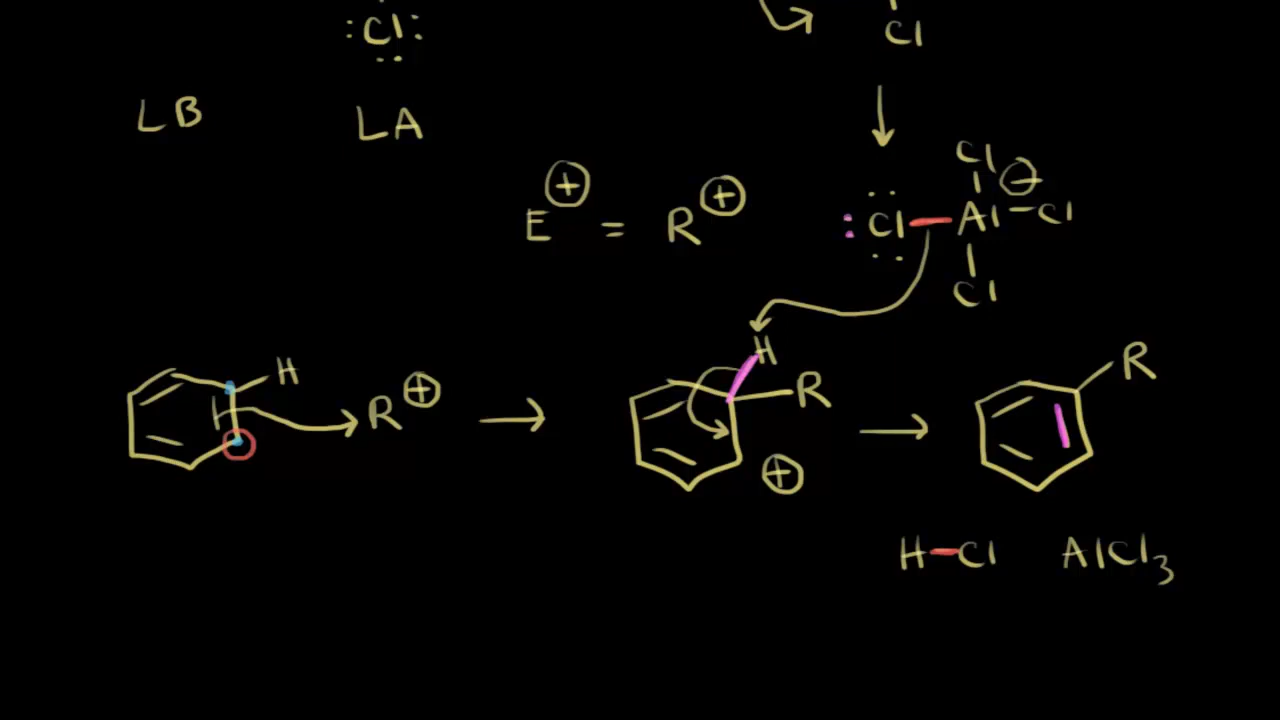 :Cl:
Cl
LB
LA
Cl ⊖
E⊕ = R⊕
:Cl—Al—Cl
Cl
H
H
R
R
R⊕
⊕
H—Cl AlCl₃